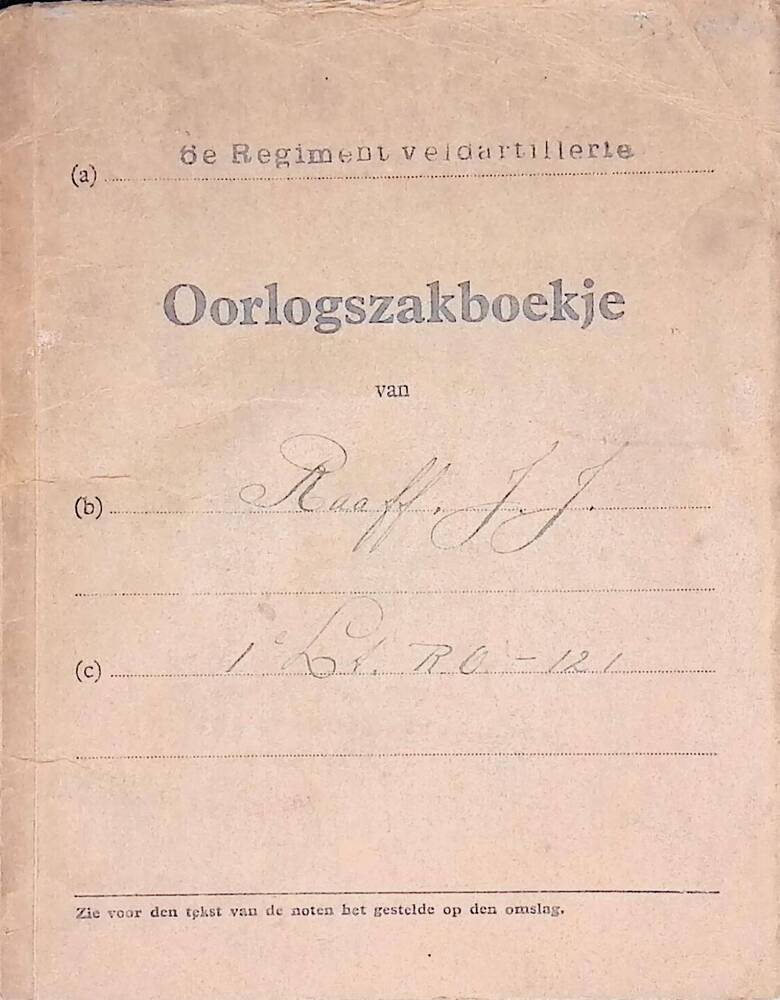 6e Regiment veldartillerie
(a)
Oorlogszakboekje
van
(b) Raaff. J. J.
(c) 1e Lt. R O - 121
Zie voor den tekst van de noten het gestelde op den omslag.